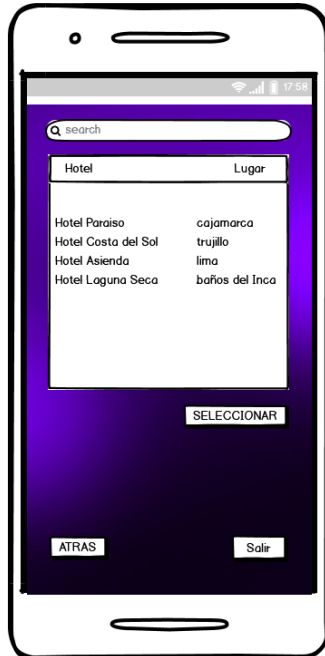 17:58
search
Hotel Lugar
Hotel Paraiso cajamarca
Hotel Costa del Sol trujillo
Hotel Asienda lima
Hotel Laguna Seca baños del Inca
SELECCIONAR
ATRAS Salir